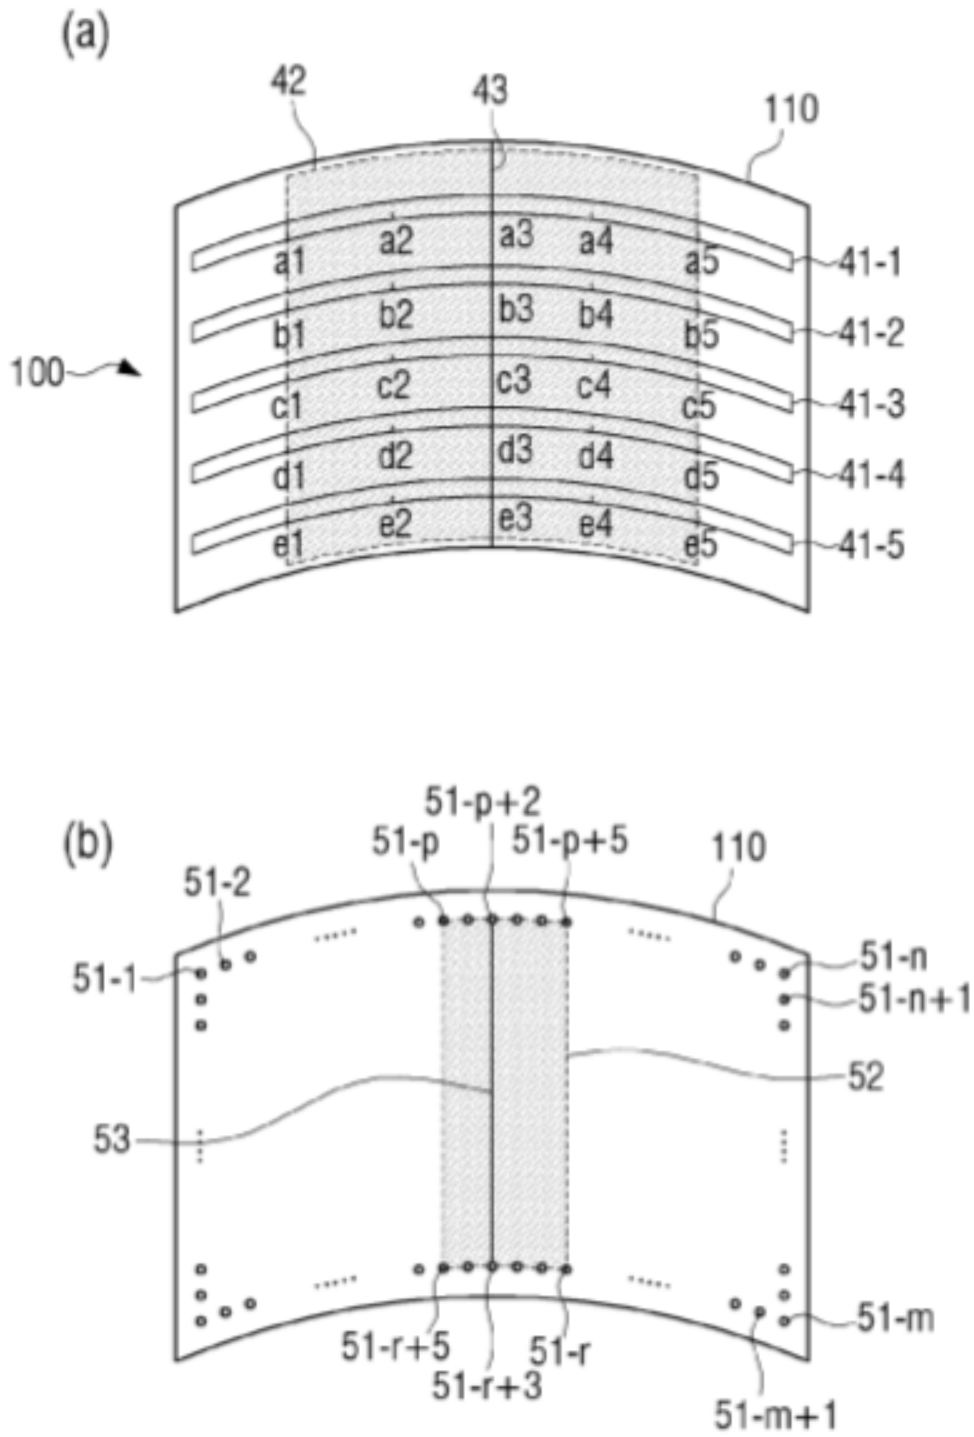 (a)
42
43
110
a1 a2 a3 a4 a5
41-1
b1 b2 b3 b4 b5
41-2
100
c1 c2 c3 c4 c5
41-3
d1 d2 d3 d4 d5
41-4
e1 e2 e3 e4 e5
41-5
(b)
51-p+2
51-p
51-p+5
110
51-2
51-1
51-n
51-n+1
52
53
51-r+5
51-r+3
51-r
51-m
51-m+1